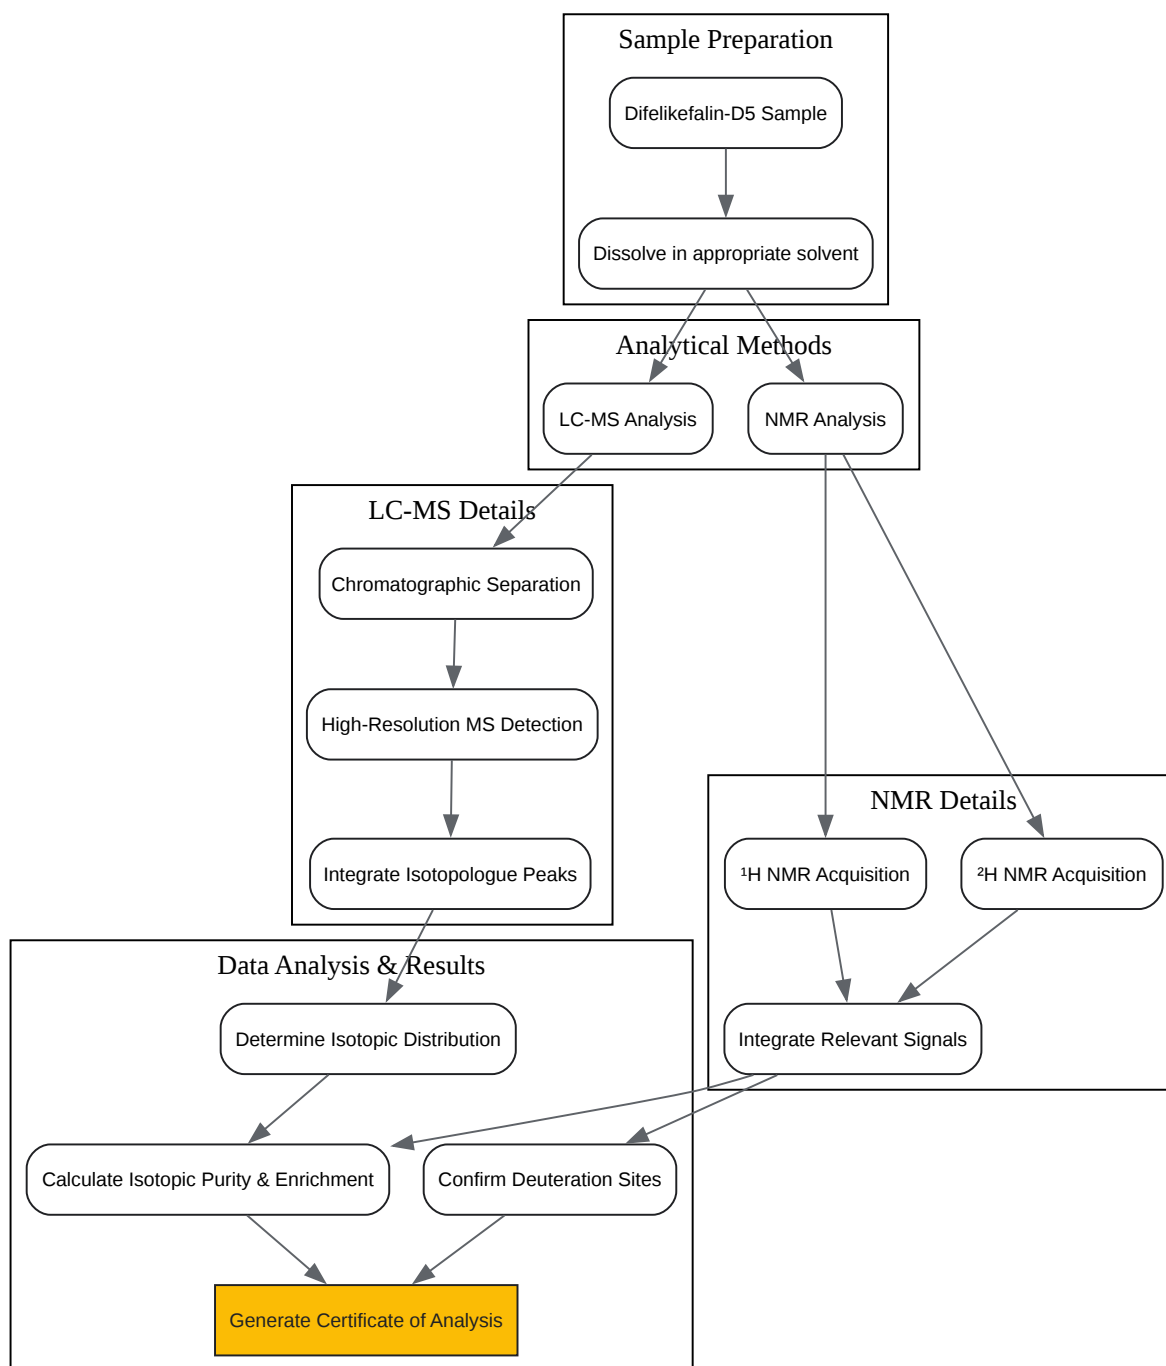 Sample Preparation
Difelikefalin-D5 Sample
Dissolve in appropriate solvent
Analytical Methods
LC-MS Analysis
NMR Analysis
LC-MS Details
Chromatographic Separation
High-Resolution MS Detection
Integrate Isotopologue Peaks
NMR Details
¹H NMR Acquisition
²H NMR Acquisition
Integrate Relevant Signals
Data Analysis & Results
Determine Isotopic Distribution
Calculate Isotopic Purity & Enrichment
Confirm Deuteration Sites
Generate Certificate of Analysis